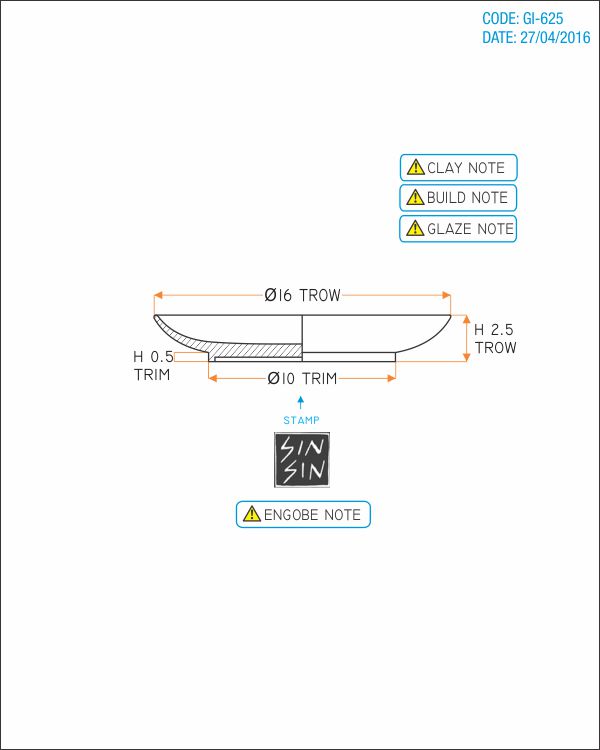 CODE: GI-625
DATE: 27/04/2016
CLAY NOTE
BUILD NOTE
GLAZE NOTE
Ø16 TROW
H 2.5
TROW
H 0.5
TRIM
Ø10 TRIM
STAMP
SIN
SIN
ENGOBE NOTE